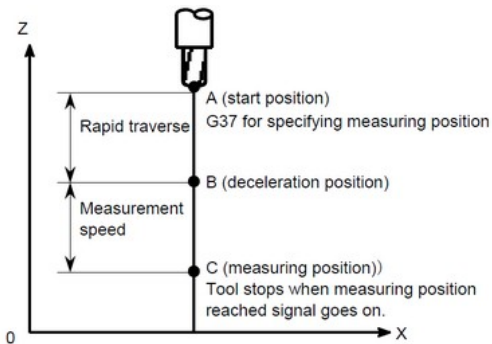 Z
A (start position)
G37 for specifying measuring position
Rapid traverse
B (deceleration position)
Measurement
speed
C (measuring position))
Tool stops when measuring position
reached signal goes on.
0
X